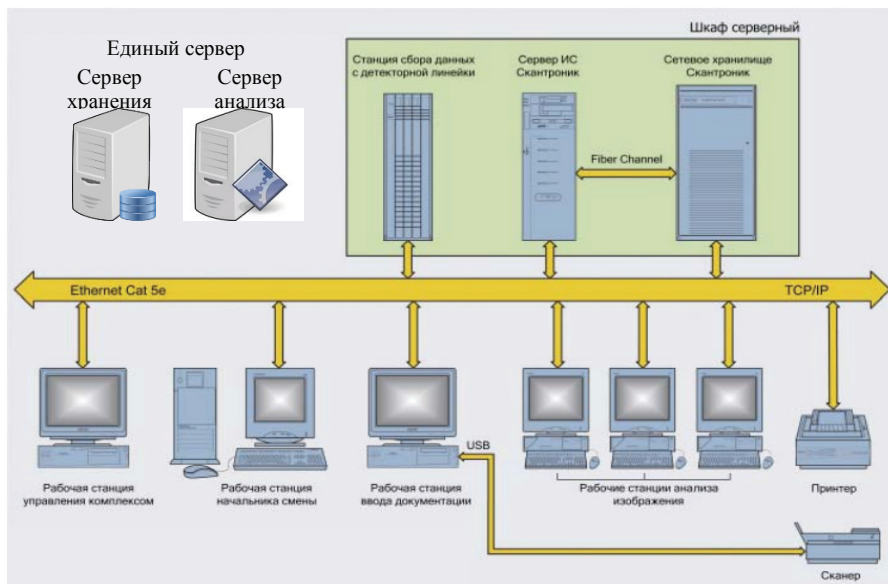 Шкаф серверный
Единый сервер
Сервер
хранения
Сервер
анализа
Станция сбора данных
с детекторной линейки
Сервер ИС
Скантроник
Сетевое хранилище
Скантроник
Fiber Channel
Ethernet Cat 5e
TCP/IP
USB
Рабочая станция
управления комплексом
Рабочая станция
начальника смены
Рабочая станция
ввода документации
Рабочие станции анализа
изображения
Принтер
Сканер